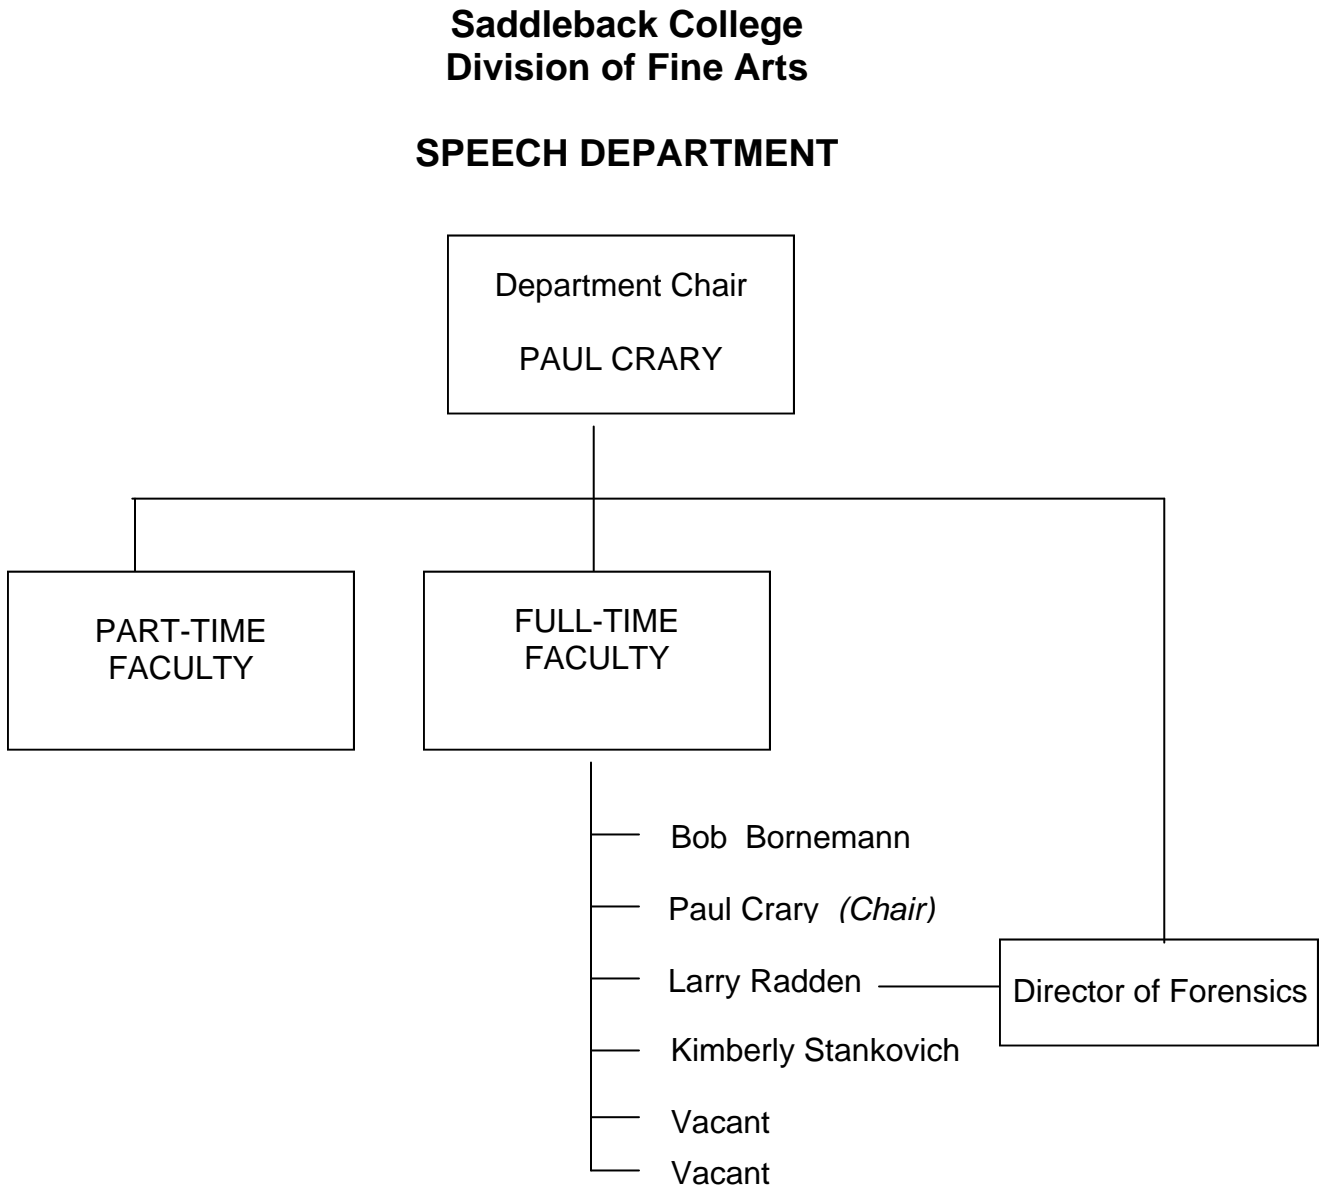 Saddleback College
Division of Fine Arts
SPEECH DEPARTMENT
Department Chair
PAUL CRARY
PART-TIME
FACULTY
FULL-TIME
FACULTY
Bob Bornemann
Paul Crary (Chair)
Larry Radden
Director of Forensics
Kimberly Stankovich
Vacant
Vacant